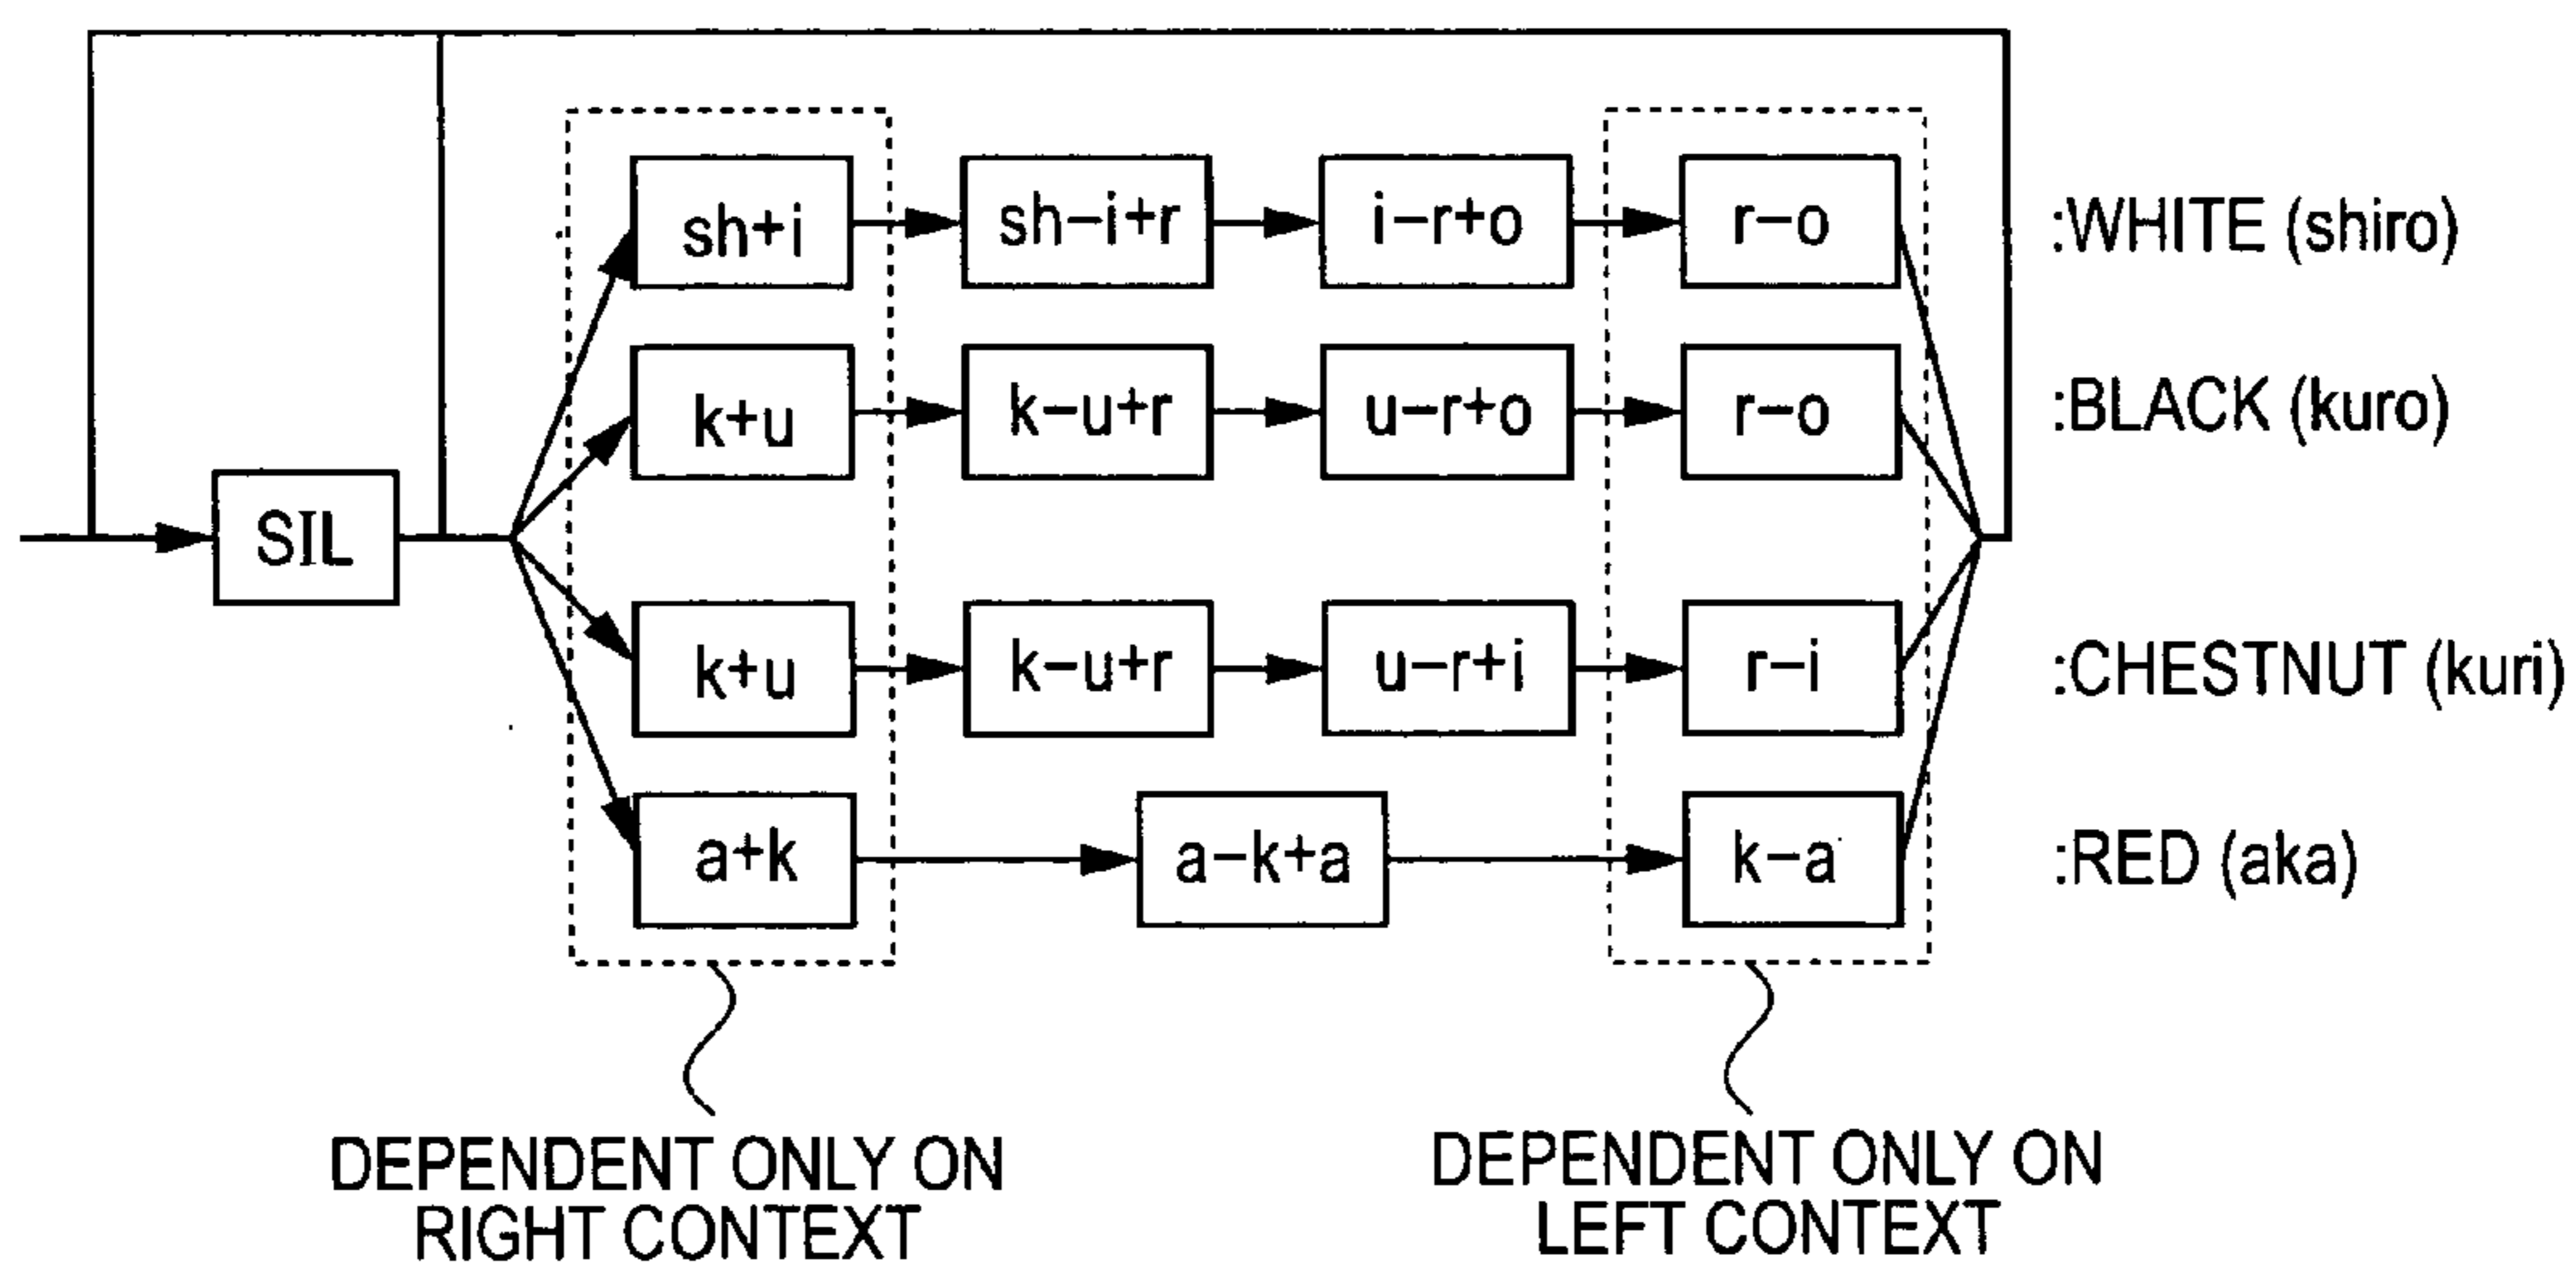 sh+i sh−i+r i−r+o r−o :WHITE (shiro)
k+u k−u+r u−r+o r−o :BLACK (kuro)
SIL
k+u k−u+r u−r+i r−i :CHESTNUT (kuri)
a+k a−k+a k−a :RED (aka)
DEPENDENT ONLY ON
RIGHT CONTEXT
DEPENDENT ONLY ON
LEFT CONTEXT